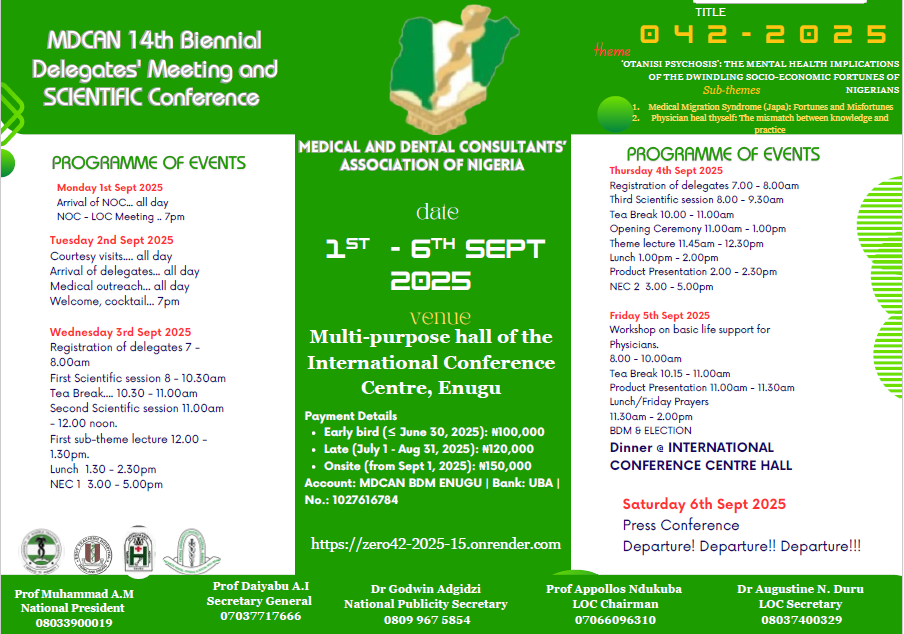 MDCAN 14th Biennial
Delegates' Meeting and
SCIENTIFIC Conference
TITLE
042-2025
theme
'OTANISI PSYCHOSIS': THE MENTAL HEALTH IMPLICATIONS
OF THE DWINDLING SOCIO-ECONOMIC FORTUNES OF
NIGERIANS
Sub-themes
1. Medical Migration Syndrome (Japa): Fortunes and Misfortunes
2. Physician heal thyself: The mismatch between knowledge and
practice
PROGRAMME OF EVENTS
Monday 1st Sept 2025
Arrival of NOC... all day
NOC - LOC Meeting .. 7pm
Tuesday 2nd Sept 2025
Courtesy visits.... all day
Arrival of delegates... all day
Medical outreach... all day
Welcome, cocktail... 7pm
Wednesday 3rd Sept 2025
Registration of delegates 7 -
8.00am
First Scientific session 8 - 10.30am
Tea Break.... 10.30 - 11.00am
Second Scientific session 11.00am
- 12.00 noon.
First sub-theme lecture 12.00 -
1.30pm.
Lunch 1.30 - 2.30pm
NEC 1 3.00 - 5.00pm
MEDICAL AND DENTAL CONSULTANTS'
ASSOCIATION OF NIGERIA
date
1ST - 6TH SEPT
2025
venue
Multi-purpose hall of the
International Conference
Centre, Enugu
Payment Details
• Early bird (≤ June 30, 2025): ₦100,000
• Late (July 1 - Aug 31, 2025): ₦120,000
• Onsite (from Sept 1, 2025): ₦150,000
Account: MDCAN BDM ENUGU | Bank: UBA |
No.: 1027616784
https://zero42-2025-15.onrender.com
PROGRAMME OF EVENTS
Thursday 4th Sept 2025
Registration of delegates 7.00 - 8.00am
Third Scientific session 8.00 - 9.30am
Tea Break 10.00 - 11.00am
Opening Ceremony 11.00am - 1.00pm
Theme lecture 11.45am - 12.30pm
Lunch 1.00pm - 2.00pm
Product Presentation 2.00 - 2.30pm
NEC 2 3.00 - 5.00pm
Friday 5th Sept 2025
Workshop on basic life support for
Physicians.
8.00 - 10.00am
Tea Break 10.15 - 11.00am
Product Presentation 11.00am - 11.30am
Lunch/Friday Prayers
11.30am - 2.00pm
BDM & ELECTION
Dinner @ INTERNATIONAL
CONFERENCE CENTRE HALL
Saturday 6th Sept 2025
Press Conference
Departure! Departure!! Departure!!!
Prof Muhammad A.M
National President
08033900019
Prof Daiyabu A.I
Secretary General
07037717666
Dr Godwin Adgidzi
National Publicity Secretary
0809 967 5854
Prof Appollos Ndukuba
LOC Chairman
07066096310
Dr Augustine N. Duru
LOC Secretary
08037400329